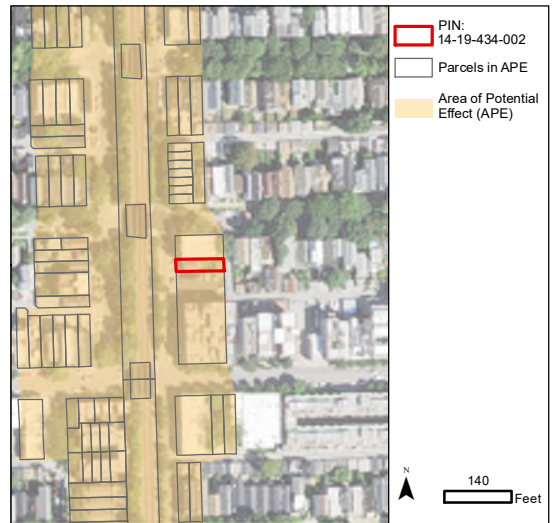 PIN:
14-19-434-002
Parcels in APE
Area of Potential
Effect (APE)
N
140
Feet